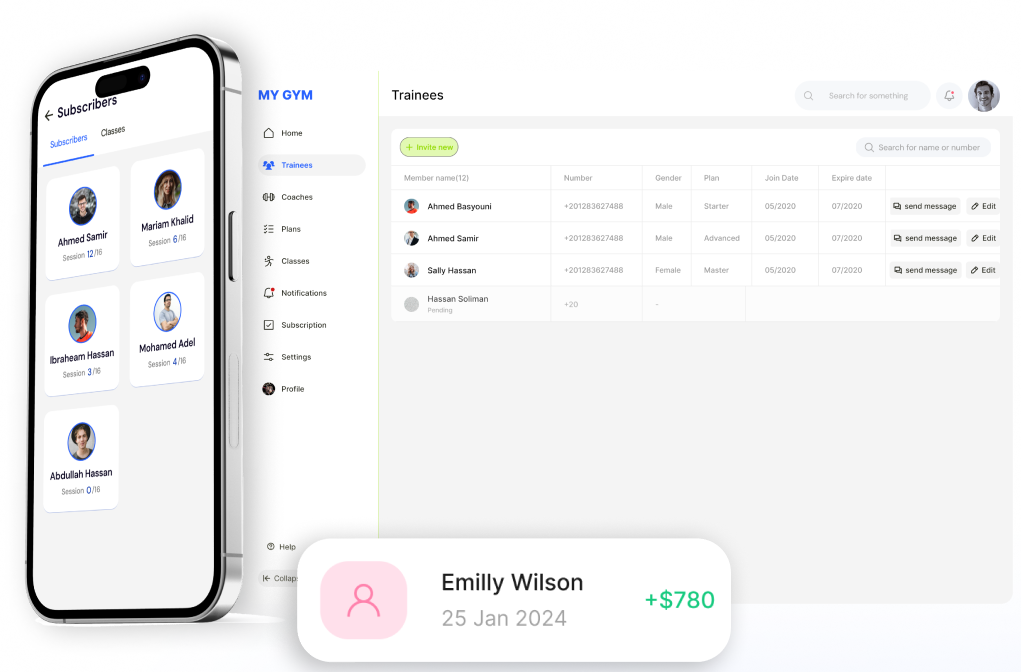 Subscribers
Subscribers Classes
Ahmed Samir
Session 12/16
Mariam Khalid
Session 6/16
Ibraheam Hassan
Session 3/16
Mohamed Adel
Session 4/16
Abdullah Hassan
Session 0/16
MY GYM
Home
Trainees
Coaches
Plans
Classes
Notifications
Subscription
Settings
Profile
Help
Trainees
Search for something
+ Invite new
Search for name or number
Member name(12) Number Gender Plan Join Date Expire date
Ahmed Basyouni +201283627488 Male Starter 05/2020 07/2020 send message Edit
Ahmed Samir +201283627488 Male Advanced 05/2020 07/2020 send message Edit
Sally Hassan +201283627488 Female Master 05/2020 07/2020 send message Edit
Hassan Soliman +20 -
Pending
Emilly Wilson
25 Jan 2024
+$780